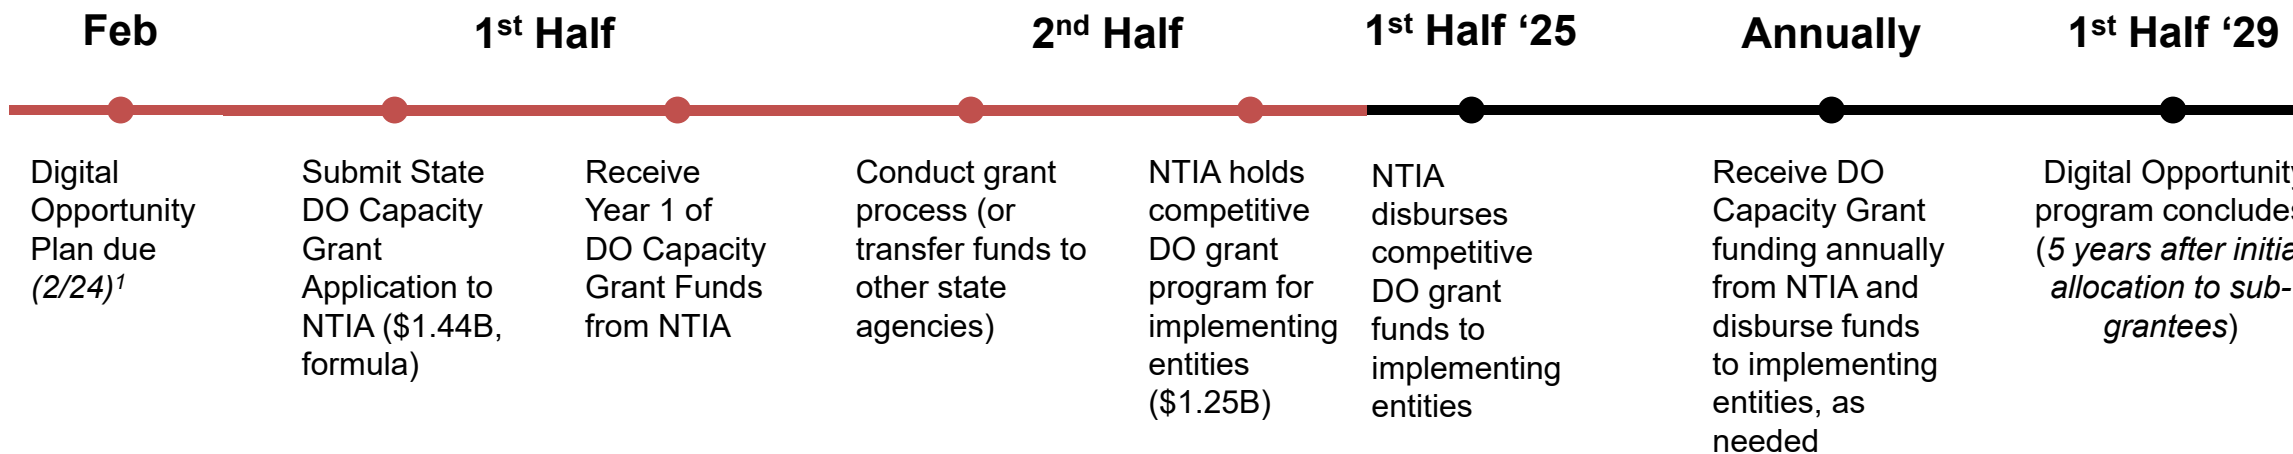 Feb
1st Half
2nd Half
1st Half ‘25
Annually
1st Half ‘29
Digital
Opportunity
Plan due
(2/24)1
Submit State
DO Capacity
Grant
Application to
NTIA ($1.44B,
formula)
Receive
Year 1 of
DO Capacity
Grant Funds
from NTIA
Conduct grant
process (or
transfer funds to
other state
agencies)
NTIA holds
competitive
DO grant
program for
implementing
entities
($1.25B)
NTIA
disburses
competitive
DO grant
funds to
implementing
entities
Receive DO
Capacity Grant
funding annually
from NTIA and
disburse funds
to implementing
entities, as
needed
Digital Opportunity
program concludes
(5 years after initia
allocation to sub-
grantees)